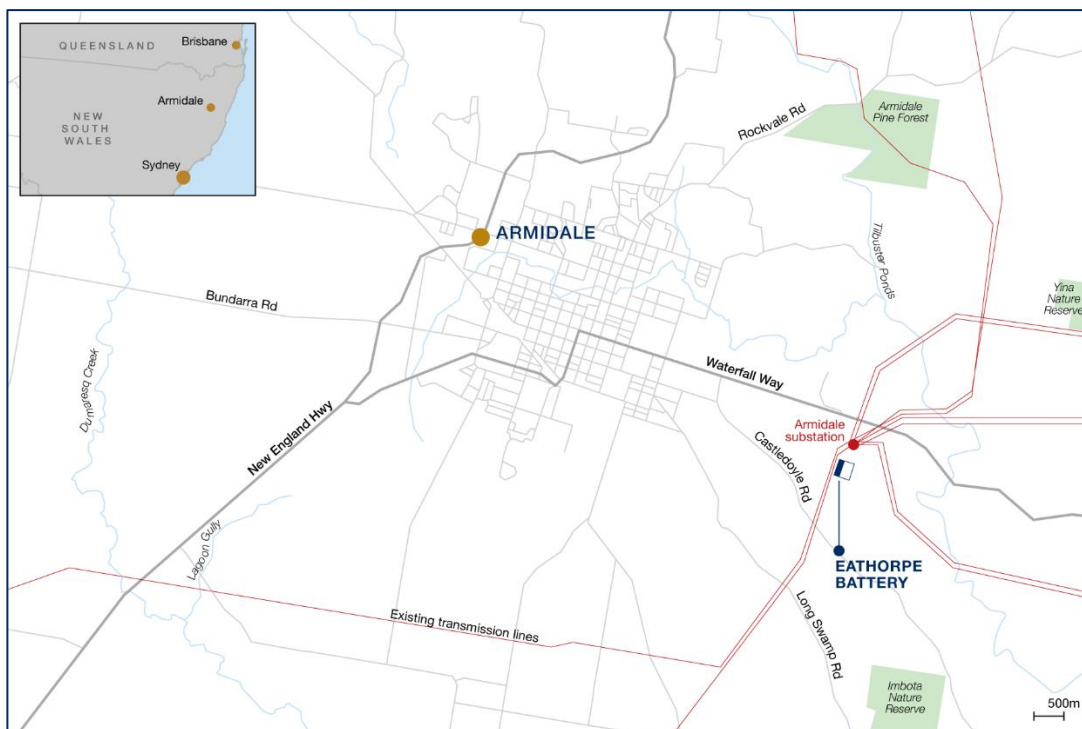 QUEENSLAND
Brisbane
Armidale
NEW
SOUTH
WALES
Sydney
Rockvale Rd
Armidale
Pine Forest
ARMIDALE
Tilbuster Ponds
Yina
Nature
Reserve
Bundarra Rd
Dumaresq Creek
Waterfall Way
New England Hwy
Armidale
substation
Castledoyle Rd
Lagoon Gully
EATHORPE
BATTERY
Existing transmission lines
Long Swamp Rd
Imbota
Nature
Reserve
500m